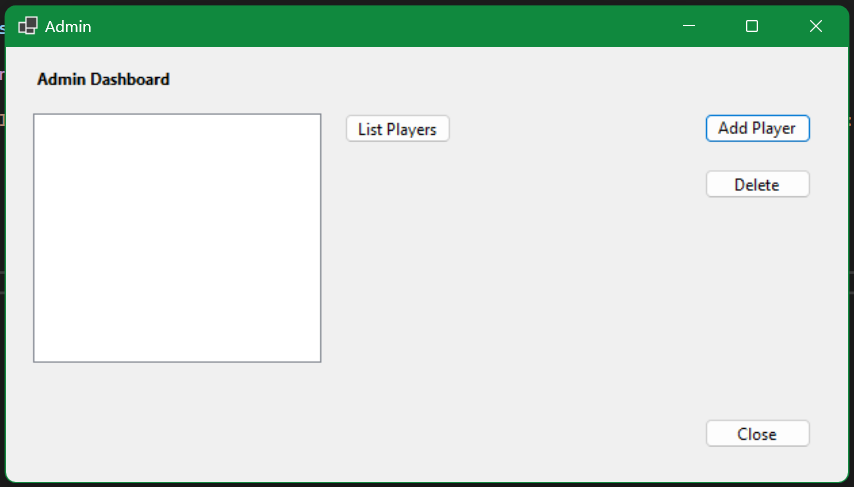 Admin
Admin Dashboard
List Players
Add Player
Delete
Close